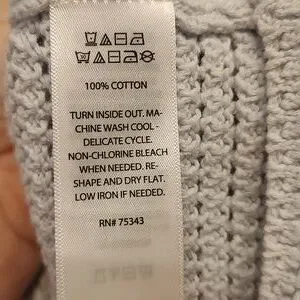 100% COTTON
TURN INSIDE OUT. MA-
CHINE WASH COOL -
DELICATE CYCLE.
NON-CHLORINE BLEACH
WHEN NEEDED. RE-
SHAPE AND DRY FLAT.
LOW IRON IF NEEDED.
RN# 75343